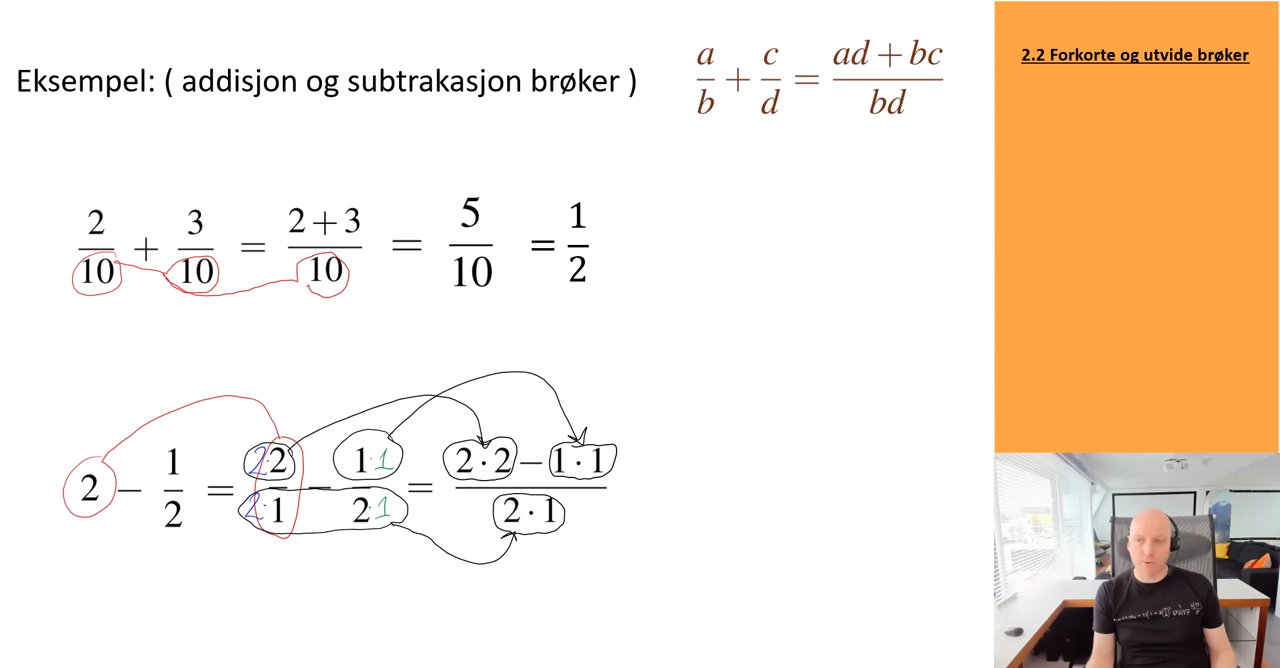 Eksempel: ( addisjon og subtrakasjon brøker )
a/b + c/d = (ad + bc)/bd
2.2 Forkorte og utvide brøker
2/10 + 3/10 = (2 + 3)/10 = 5/10 = 1/2
2 − 1/2 = (2·2)/(2·1) − (1·1)/(2·1) = (2 · 2 − 1 · 1)/(2 · 1)